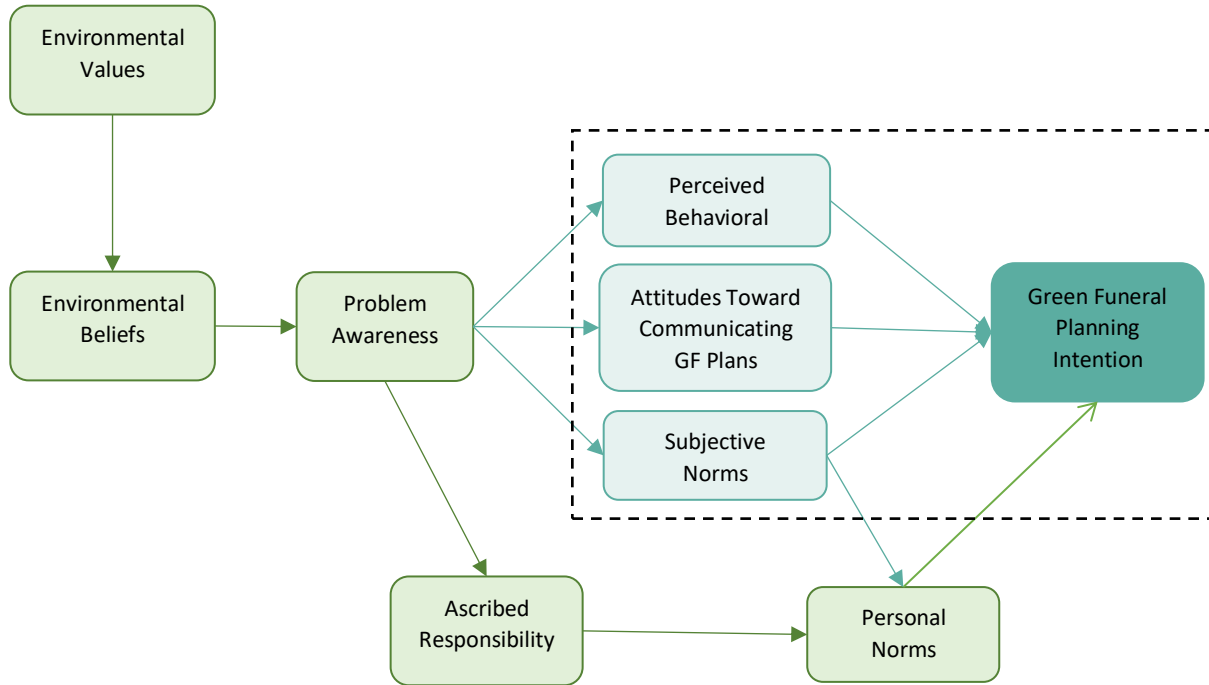 Environmental
Values
Perceived
Behavioral
Environmental
Beliefs
Problem
Awareness
Attitudes Toward
Communicating
GF Plans
Green Funeral
Planning
Intention
Subjective
Norms
Ascribed
Responsibility
Personal
Norms